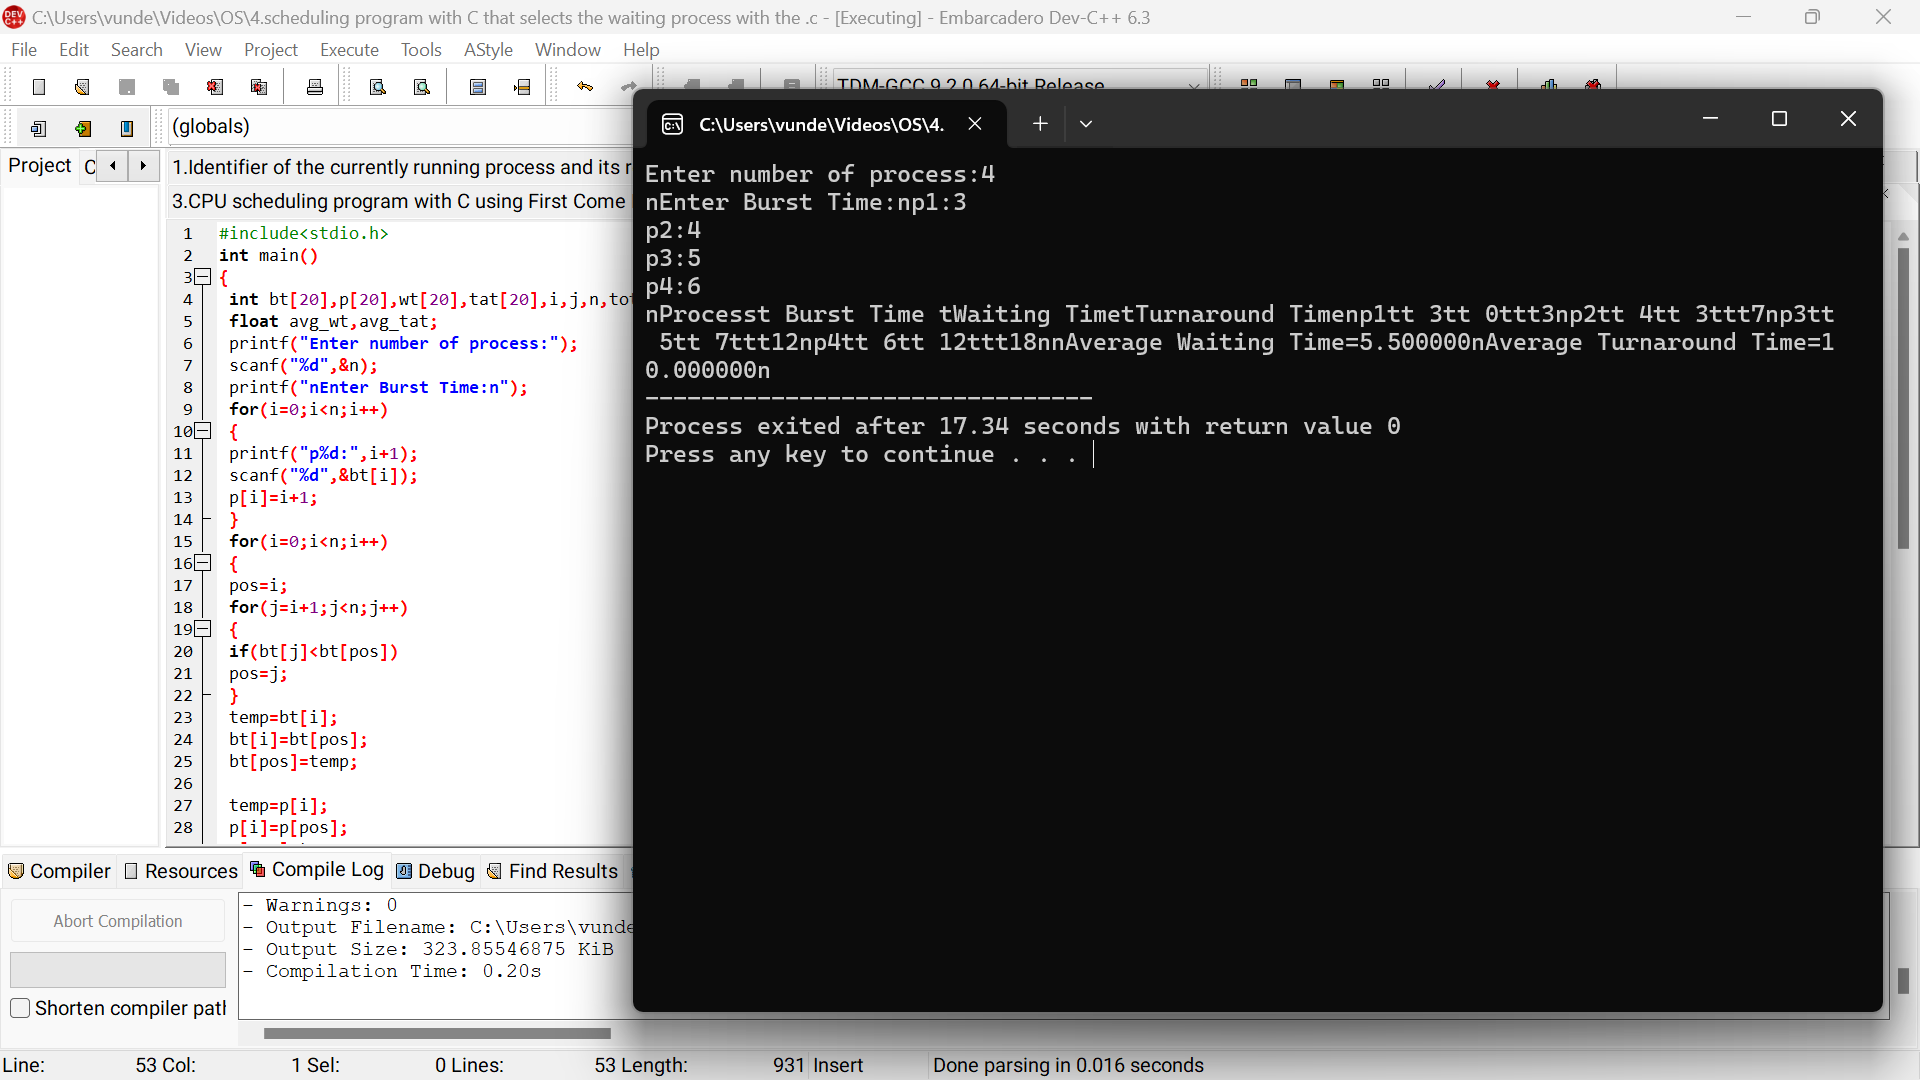 C:\Users\vunde\Videos\OS\4.scheduling program with C that selects the waiting process with the .c - [Executing] - Embarcadero Dev-C++ 6.3
File Edit Search View Project Execute Tools AStyle Window Help
TDM-GCC 9.2.0 64-bit Release
(globals)
Project C
1.Identifier of the currently running process and its
3.CPU scheduling program with C using First Come
1 #include<stdio.h>
2 int main()
3 {
4 int bt[20],p[20],wt[20],tat[20],i,j,n,to
5 float avg_wt,avg_tat;
6 printf("Enter number of process:");
7 scanf("%d",&n);
8 printf("nEnter Burst Time:n");
9 for(i=0;i<n;i++)
10 {
11 printf("p%d:",i+1);
12 scanf("%d",&bt[i]);
13 p[i]=i+1;
14 }
15 for(i=0;i<n;i++)
16 {
17 pos=i;
18 for(j=i+1;j<n;j++)
19 {
20 if(bt[j]<bt[pos])
21 pos=j;
22 }
23 temp=bt[i];
24 bt[i]=bt[pos];
25 bt[pos]=temp;
26
27 temp=p[i];
28 p[i]=p[pos];
C:\Users\vunde\Videos\OS\4.
Enter number of process:4
nEnter Burst Time:np1:3
p2:4
p3:5
p4:6
nProcesst Burst Time tWaiting TimetTurnaround Timenp1tt 3tt 0ttt3np2tt 4tt 3ttt7np3tt
5tt 7ttt12np4tt 6tt 12ttt18nnAverage Waiting Time=5.500000nAverage Turnaround Time=1
0.000000n
--------------------------------
Process exited after 17.34 seconds with return value 0
Press any key to continue . . .
Compiler Resources Compile Log Debug Find Results
Abort Compilation
Shorten compiler pat
- Warnings: 0
- Output Filename: C:\Users\vunde
- Output Size: 323.85546875 KiB
- Compilation Time: 0.20s
Line: 53 Col: 1 Sel: 0 Lines: 53 Length: 931 Insert Done parsing in 0.016 seconds